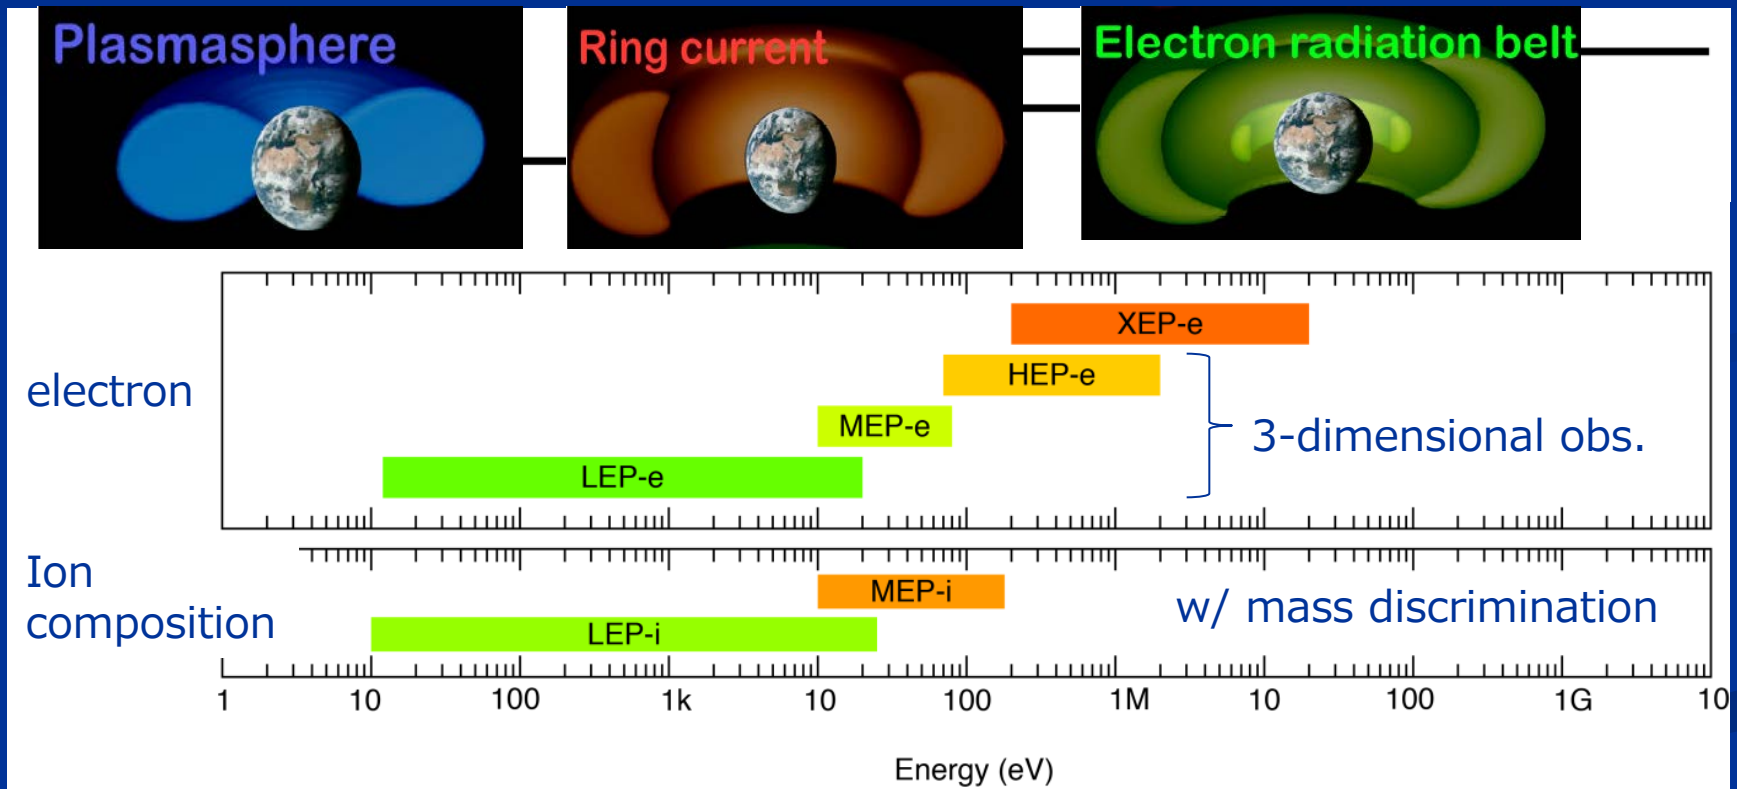 Plasmasphere
Ring current
Electron radiation belt
electron
XEP-e
HEP-e
MEP-e
LEP-e
3-dimensional obs.
Ion
composition
MEP-i
LEP-i
w/ mass discrimination
1 10 100 1k 10 100 1M 10 100 1G 10
Energy (eV)